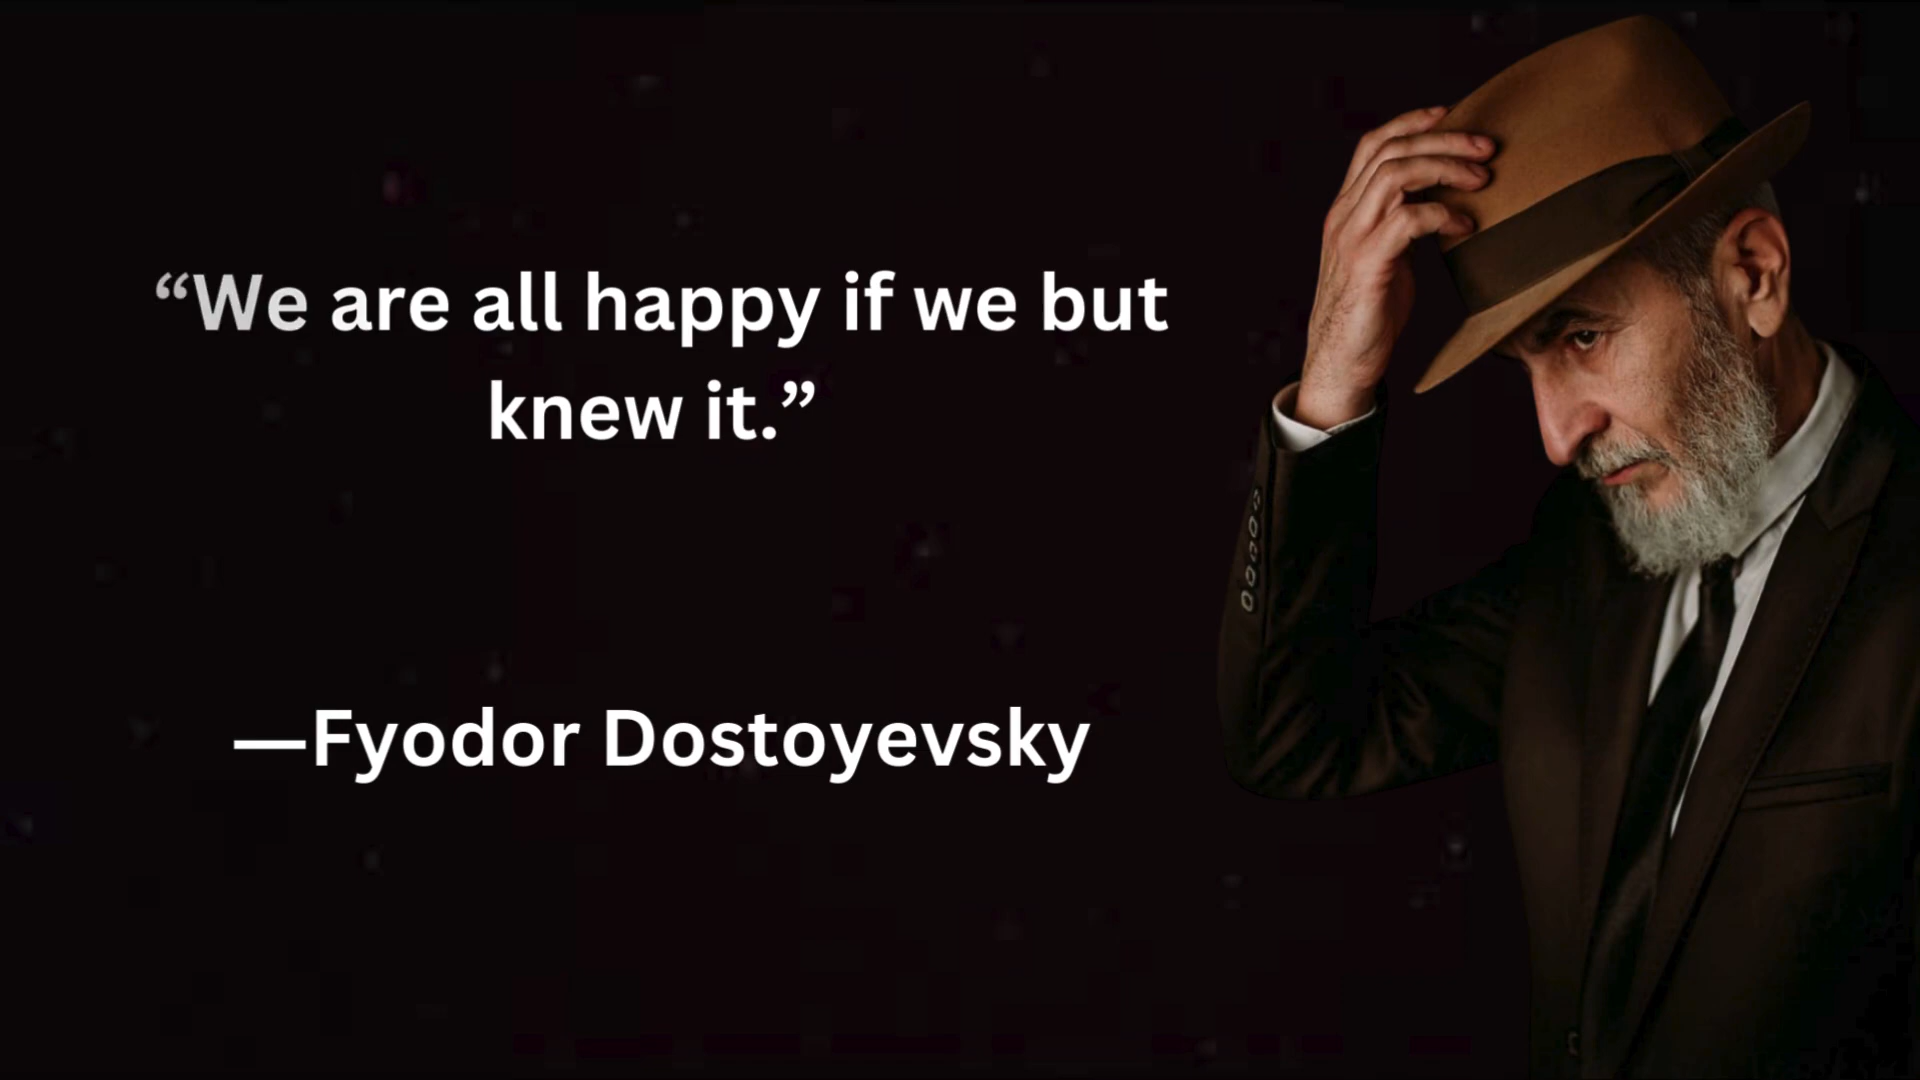 “We are all happy if we but
knew it.”
—Fyodor Dostoyevsky